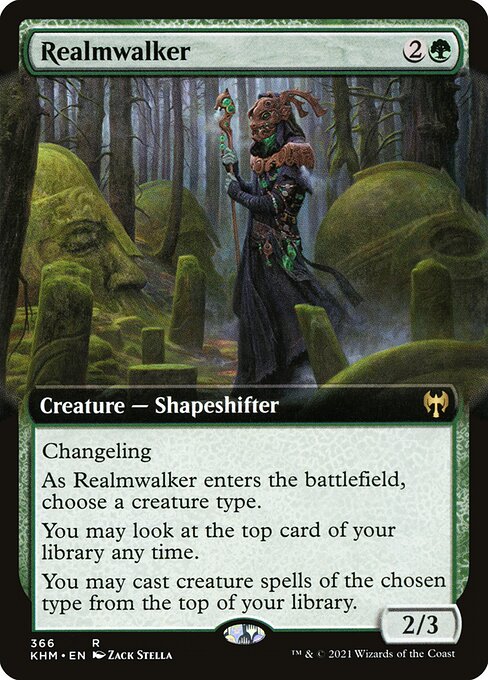 Realmwalker 2
Creature — Shapeshifter
Changeling
As Realmwalker enters the battlefield,
choose a creature type.
You may look at the top card of your
library any time.
You may cast creature spells of the chosen
type from the top of your library.
2/3
366 R
KHM • EN Zack Stella
™ & © 2021 Wizards of the Coast